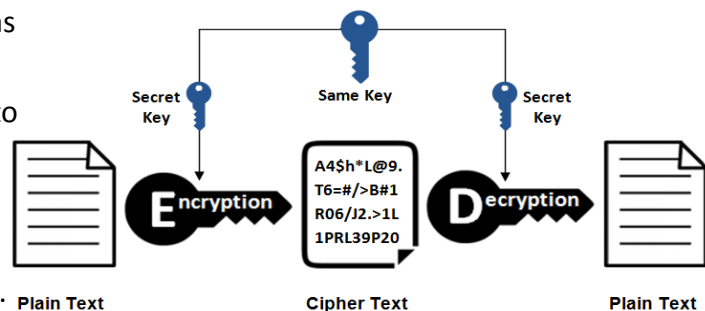 Same Key
Secret
Key
Secret
Key
Encryption
A4$h*L@9.
T6=#/>B#1
R06/J2.>1L
1PRL39P20
Decryption
. Plain Text
Cipher Text
Plain Text